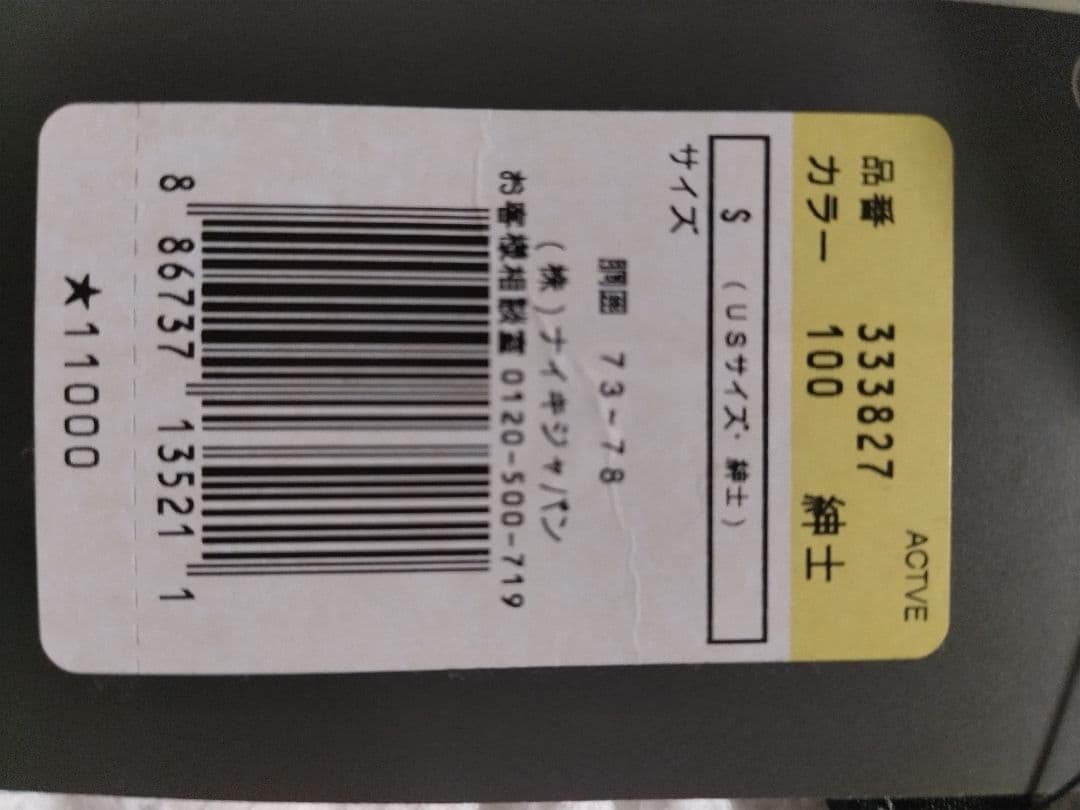 ACTVE
品番 333827
カラー 100 紳士
S (USサイズ・紳士)
サイズ
胴囲 73~78
(株)ナイキジャパン
お客様相談室 0120-500-719
8 86737 13521 1
★11000